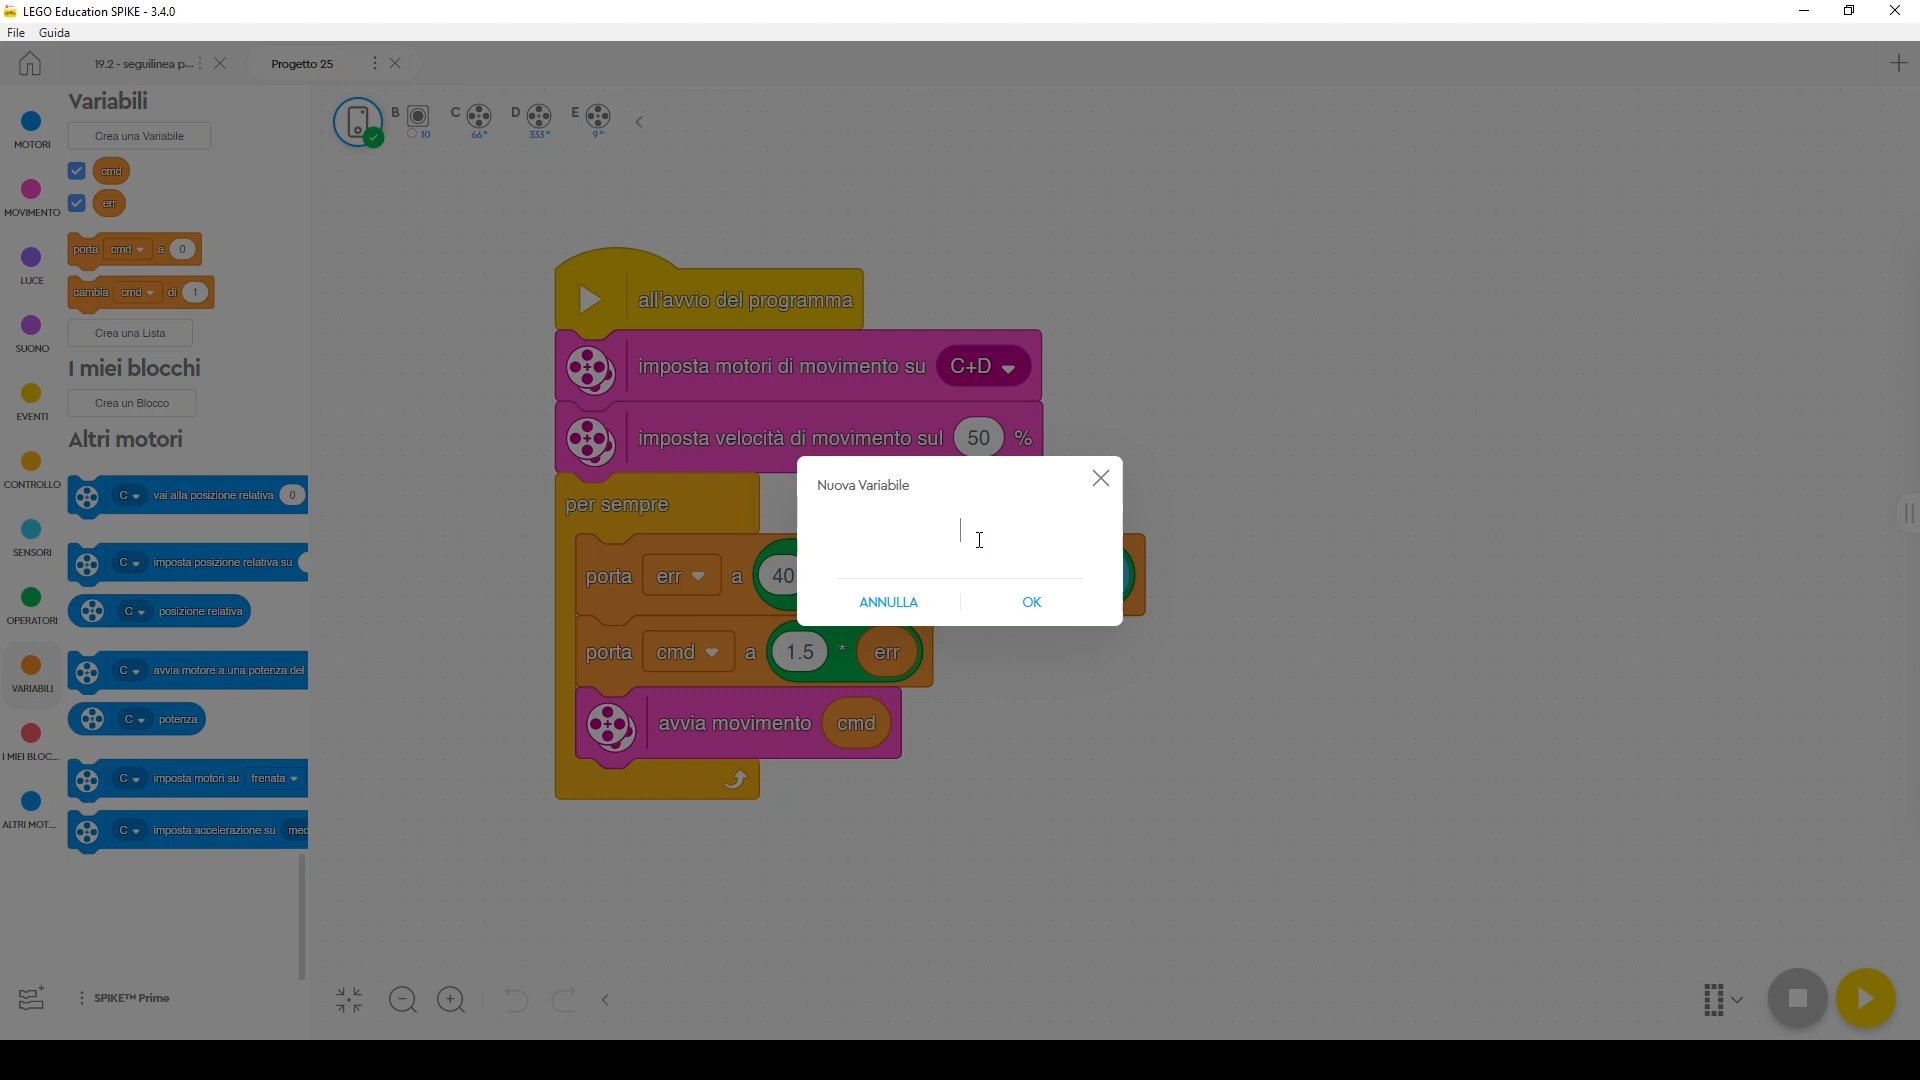 LEGO Education SPIKE - 3.4.0
File Guida
19.2 - seguilinea p...
Progetto 25
Variabili
Crea una Variabile
cmd
err
porta cmd a 0
cambia cmd di 1
Crea una Lista
I miei blocchi
Crea un Blocco
Altri motori
C vai alla posizione relativa 0
C imposta posizione relativa su
C posizione relativa
C avvia motore a una potenza del
C potenza
C imposta motori su frenata
C imposta accelerazione su med
MOTORI
MOVIMENTO
LUCE
SUONO
EVENTI
CONTROLLO
SENSORI
OPERATORI
VARIABILI
I MIEI BLOC...
ALTRI MOT...
SPIKE™ Prime
B 10
C 66°
D 333°
E 9°
all'avvio del programma
imposta motori di movimento su C+D
imposta velocità di movimento sul 50 %
per sempre
porta err a 40
porta cmd a 1.5 * err
avvia movimento cmd
Nuova Variabile
ANNULLA OK